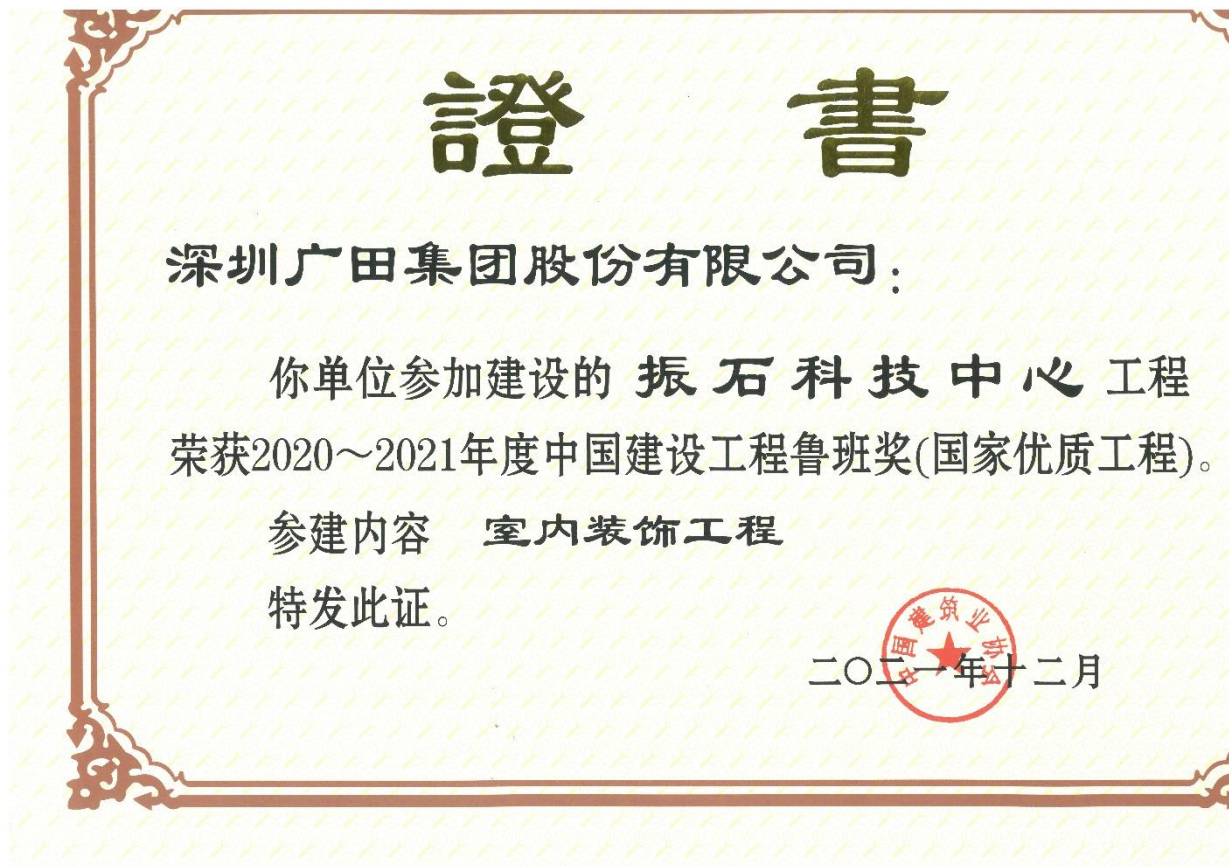 證 書
深圳广田集团股份有限公司：
你单位参加建设的 振石科技中心 工程
荣获2020～2021年度中国建设工程鲁班奖(国家优质工程)。
参建内容 室内装饰工程
特发此证。
中国建筑业协会
二〇二一年十二月